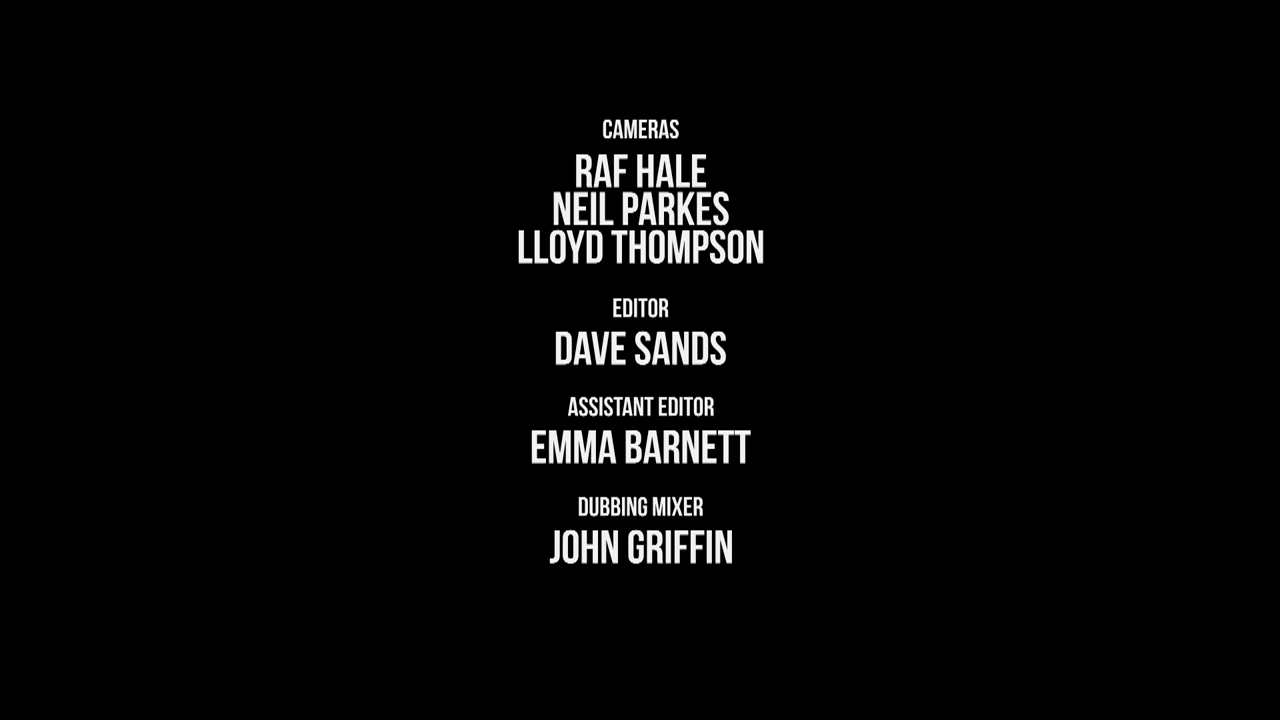 CAMERAS
RAF HALE
NEIL PARKES
LLOYD THOMPSON
EDITOR
DAVE SANDS
ASSISTANT EDITOR
EMMA BARNETT
DUBBING MIXER
JOHN GRIFFIN